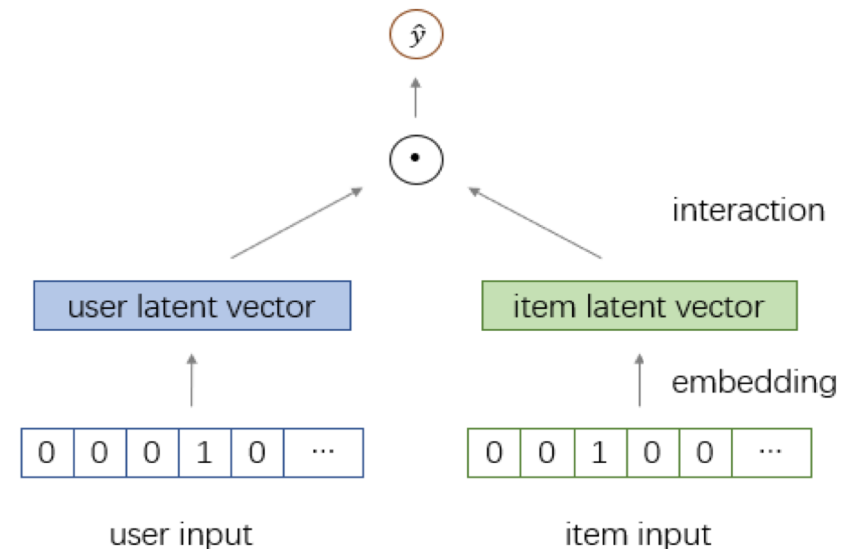 ŷ
•
interaction
user latent vector
item latent vector
embedding
0 0 0 1 0 ···
0 0 1 0 0 ···
user input
item input